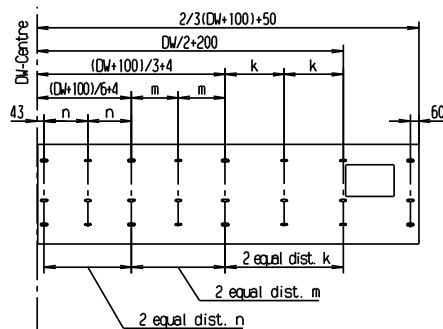 2/3(DW+100)+50
DW/2+200
(DW+100)/3+4
k k
(DW+100)/6+4
m m
43 n n 60
DW-Centre
2 equal dist. k
2 equal dist. m
2 equal dist. n